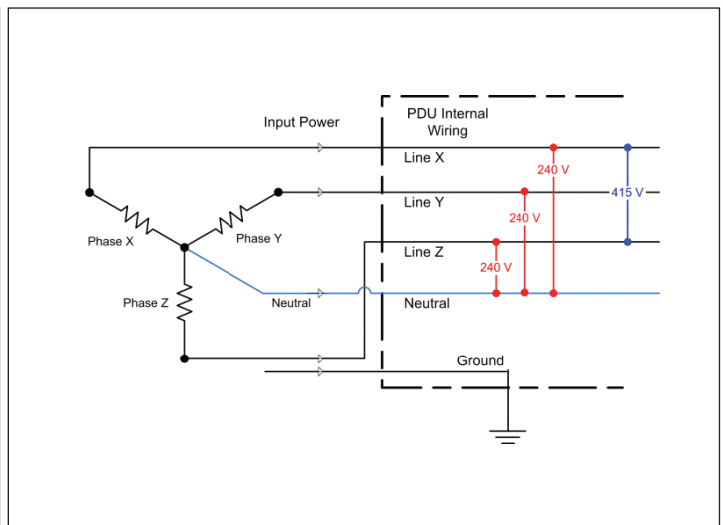 Input Power
PDU Internal
Wiring
Line X
240 V
415 V
Line Y
240 V
Phase X
Phase Y
Line Z
240 V
Phase Z
Neutral
Neutral
Ground